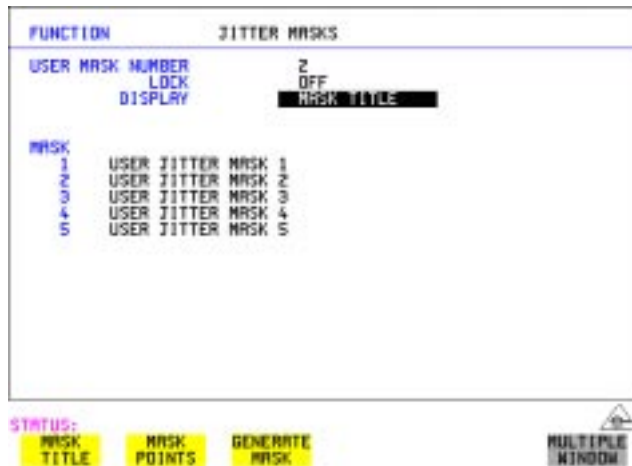 FUNCTION JITTER MASKS
USER MASK NUMBER 2
LOCK OFF
DISPLAY MASK TITLE
MASK
1 USER JITTER MASK 1
2 USER JITTER MASK 2
3 USER JITTER MASK 3
4 USER JITTER MASK 4
5 USER JITTER MASK 5
STATUS:
MASK TITLE
MASK POINTS
GENERATE MASK
MULTIPLE WINDOW